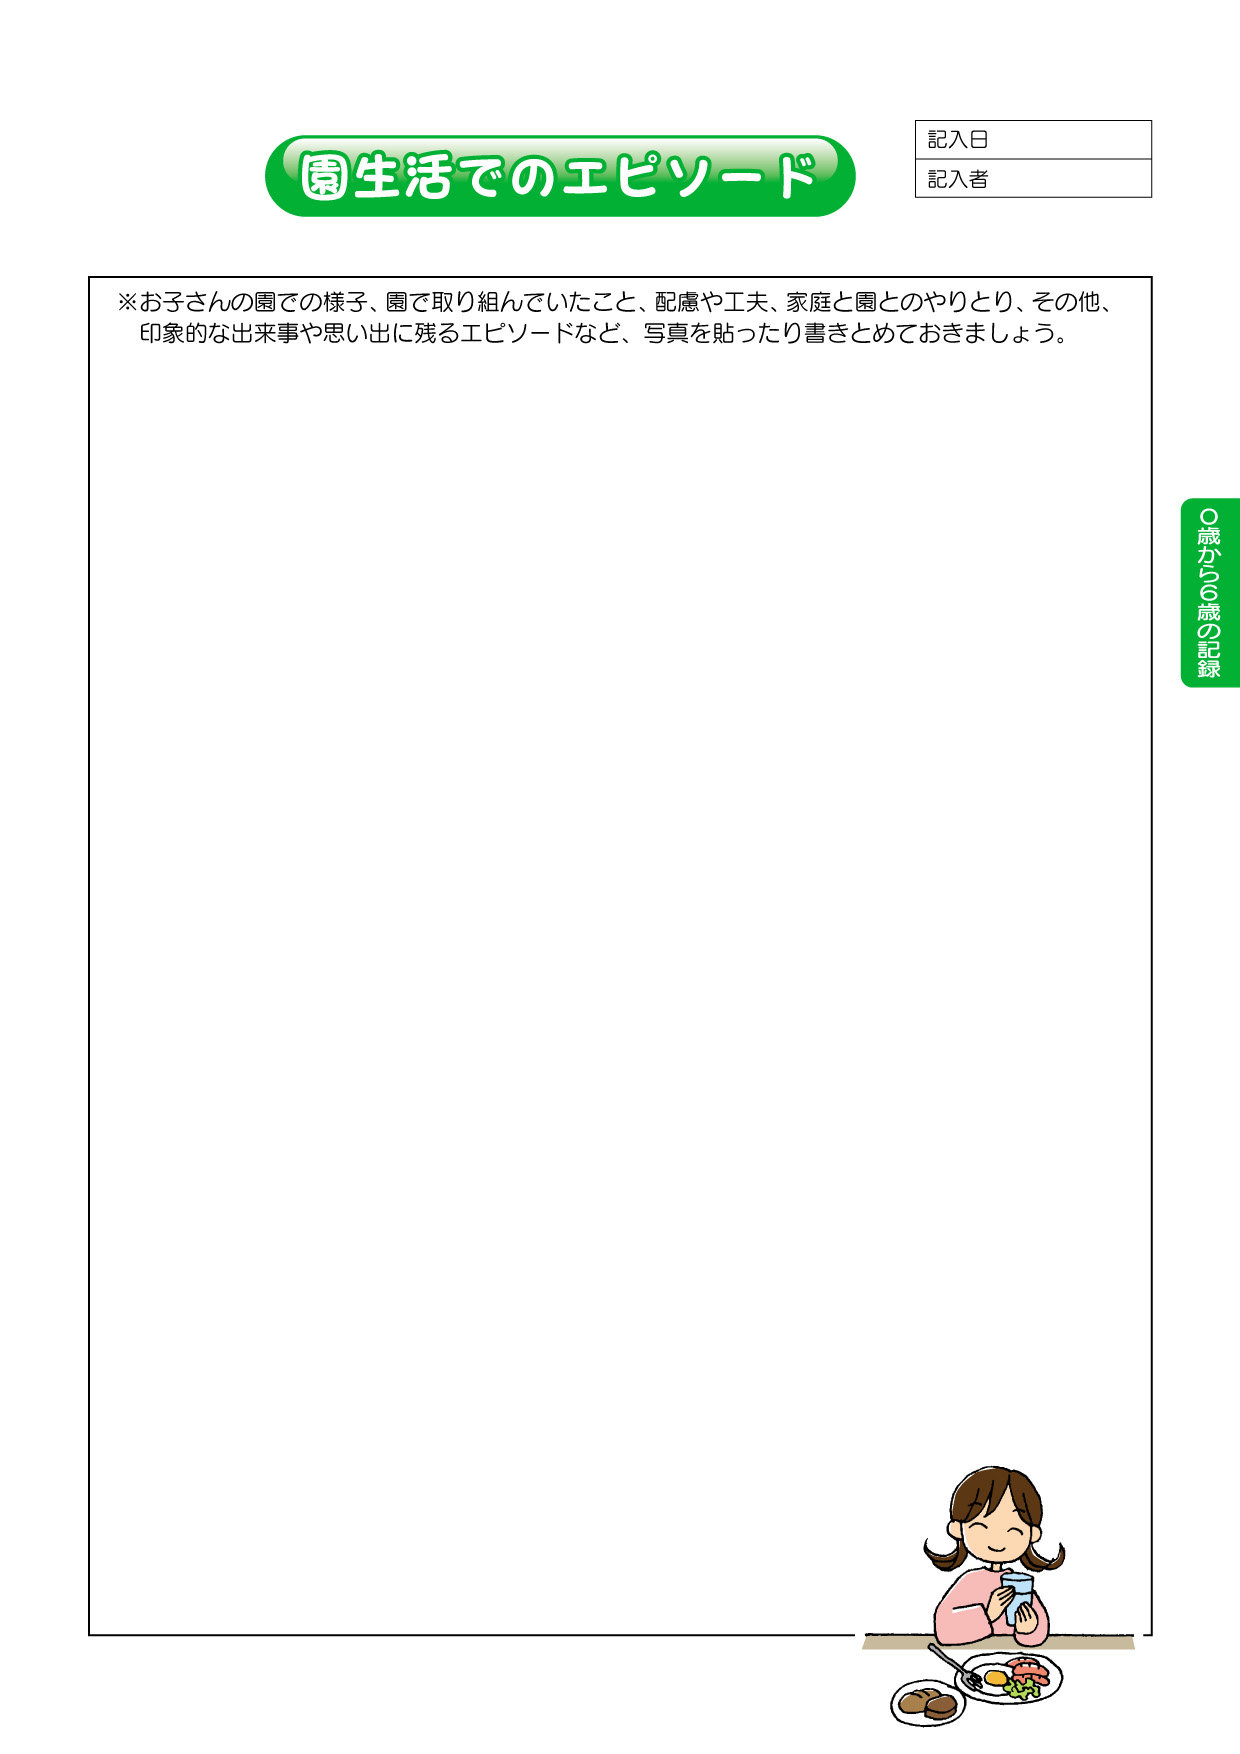 園生活でのエピソード
記入日
記入者
※お子さんの園での様子、園で取り組んでいたこと、配慮や工夫、家庭と園とのやりとり、その他、
印象的な出来事や思い出に残るエピソードなど、写真を貼ったり書きとめておきましょう。
０歳から６歳の記録